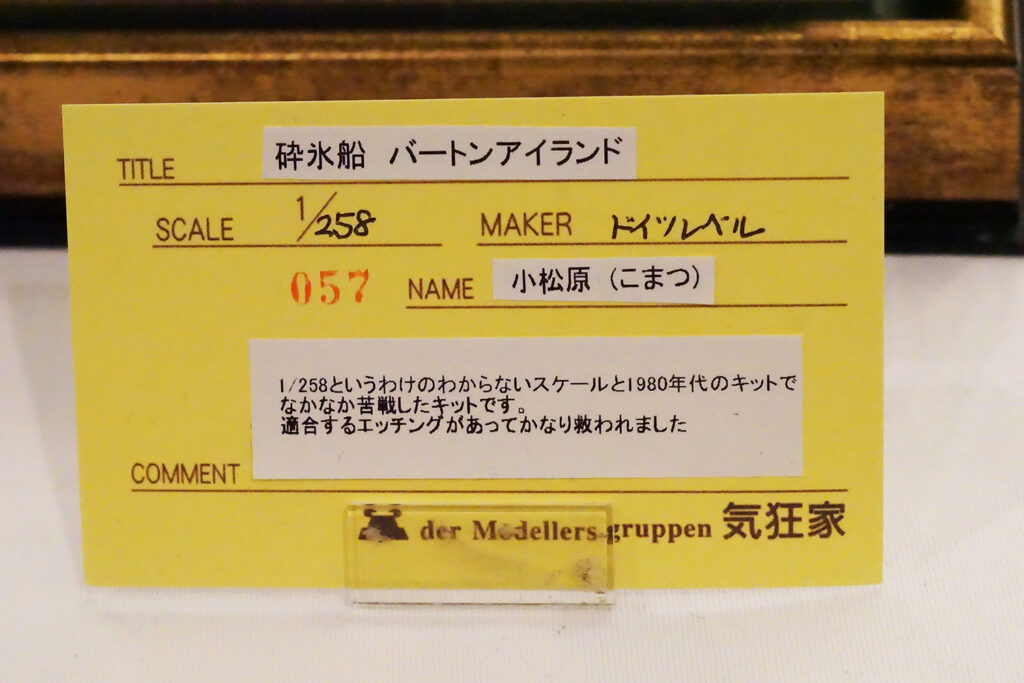 TITLE 砕氷船 バートンアイランド
SCALE 1/258 MAKER ドイツレベル
057 NAME 小松原（こまつ）
1/258というわけのわからないスケールと1980年代のキットで
なかなか苦戦したキットです。
適合するエッチングがあってかなり救われました
COMMENT
der Modellers gruppen 気狂家